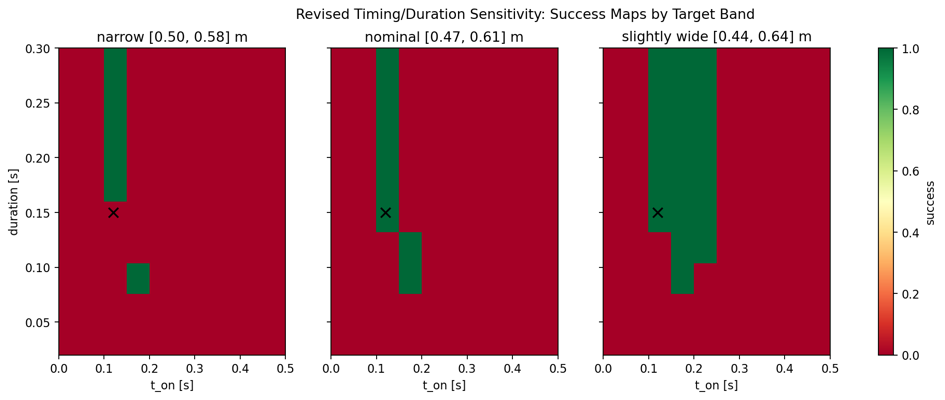 Revised Timing/Duration Sensitivity: Success Maps by Target Band
narrow [0.50, 0.58] m
nominal [0.47, 0.61] m
slightly wide [0.44, 0.64] m
duration [s]
0.30
0.25
0.20
0.15
0.10
0.05
0.0 0.1 0.2 0.3 0.4 0.5
t_on [s]
0.0 0.1 0.2 0.3 0.4 0.5
t_on [s]
0.0 0.1 0.2 0.3 0.4 0.5
t_on [s]
1.0
0.8
0.6
0.4
0.2
0.0
success